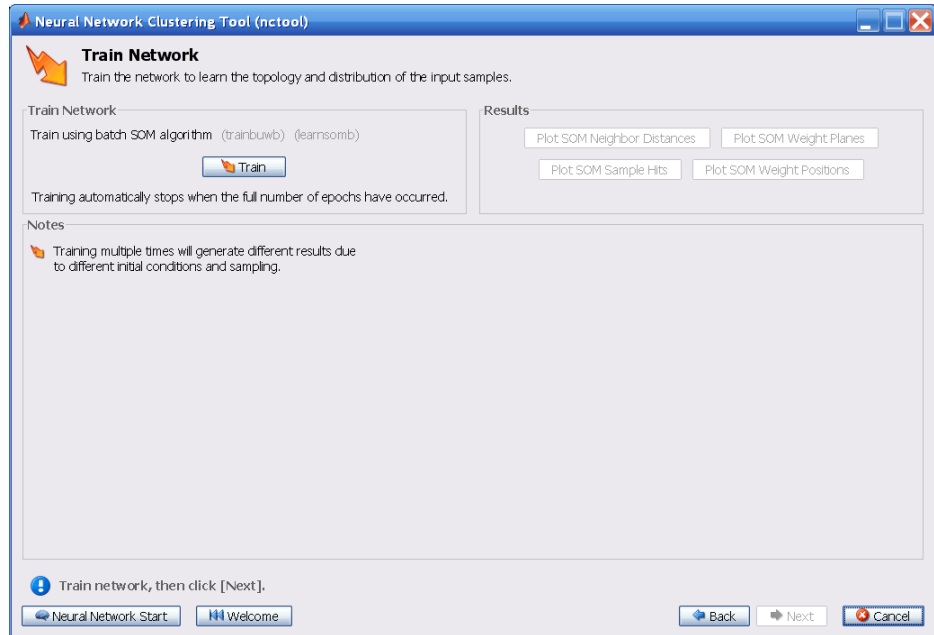 Neural Network Clustering Tool (nctool)
Train Network
Train the network to learn the topology and distribution of the input samples.
Train Network
Train using batch SOM algorithm (trainbuwb) (learnsomb)
Train
Training automatically stops when the full number of epochs have occurred.
Results
Plot SOM Neighbor Distances
Plot SOM Weight Planes
Plot SOM Sample Hits
Plot SOM Weight Positions
Notes
Training multiple times will generate different results due
to different initial conditions and sampling.
Train network, then click [Next].
Neural Network Start
Welcome
Back
Next
Cancel